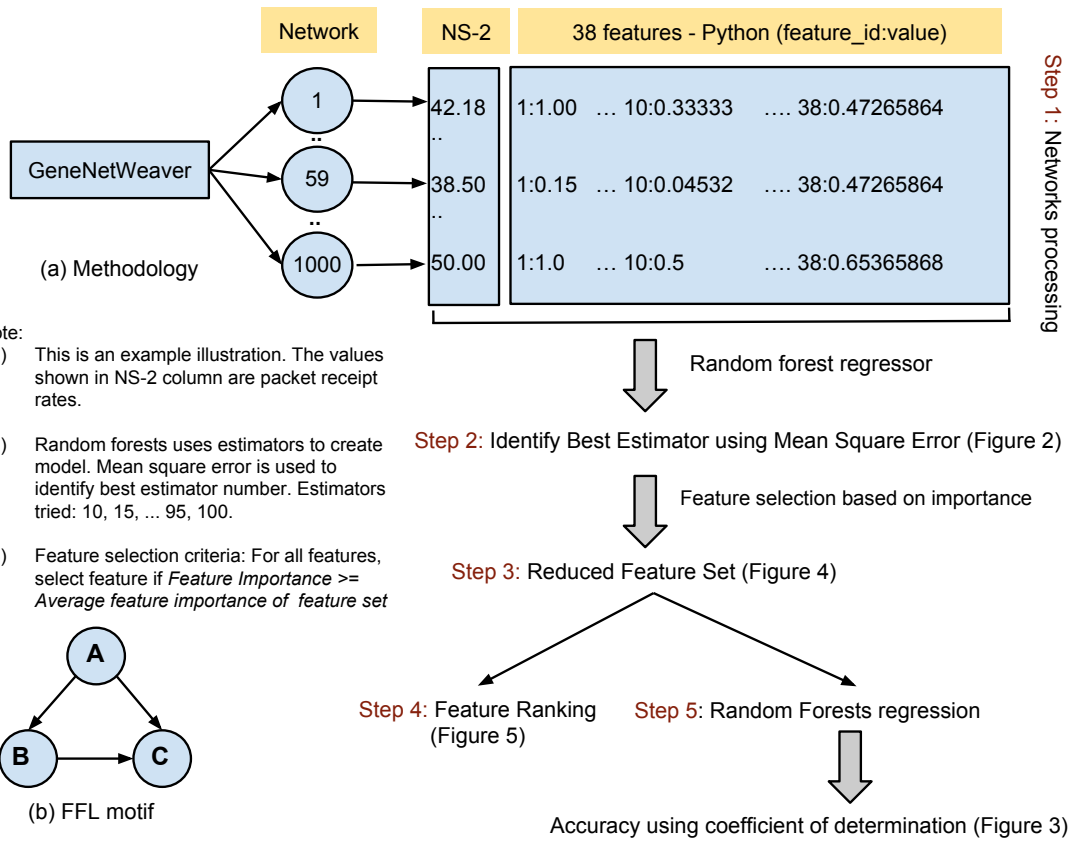 Network
NS-2
38 features - Python (feature_id:value)
GeneNetWeaver
1
..
59
..
1000
42.18
..
38.50
..
50.00
1:1.00 ... 10:0.33333 .... 38:0.47265864
1:0.15 ... 10:0.04532 .... 38:0.47265864
1:1.0 ... 10:0.5 .... 38:0.65365868
Step 1: Networks processing
(a) Methodology
)
This is an example illustration. The values
shown in NS-2 column are packet receipt
rates.
)
Random forests uses estimators to create
model. Mean square error is used to
identify best estimator number. Estimators
tried: 10, 15, ... 95, 100.
)
Feature selection criteria: For all features,
select feature if Feature Importance >=
Average feature importance of feature set
Random forest regressor
Step 2: Identify Best Estimator using Mean Square Error (Figure 2)
Feature selection based on importance
Step 3: Reduced Feature Set (Figure 4)
Step 4: Feature Ranking
(Figure 5)
Step 5: Random Forests regression
Accuracy using coefficient of determination (Figure 3)
A
B
C
(b) FFL motif